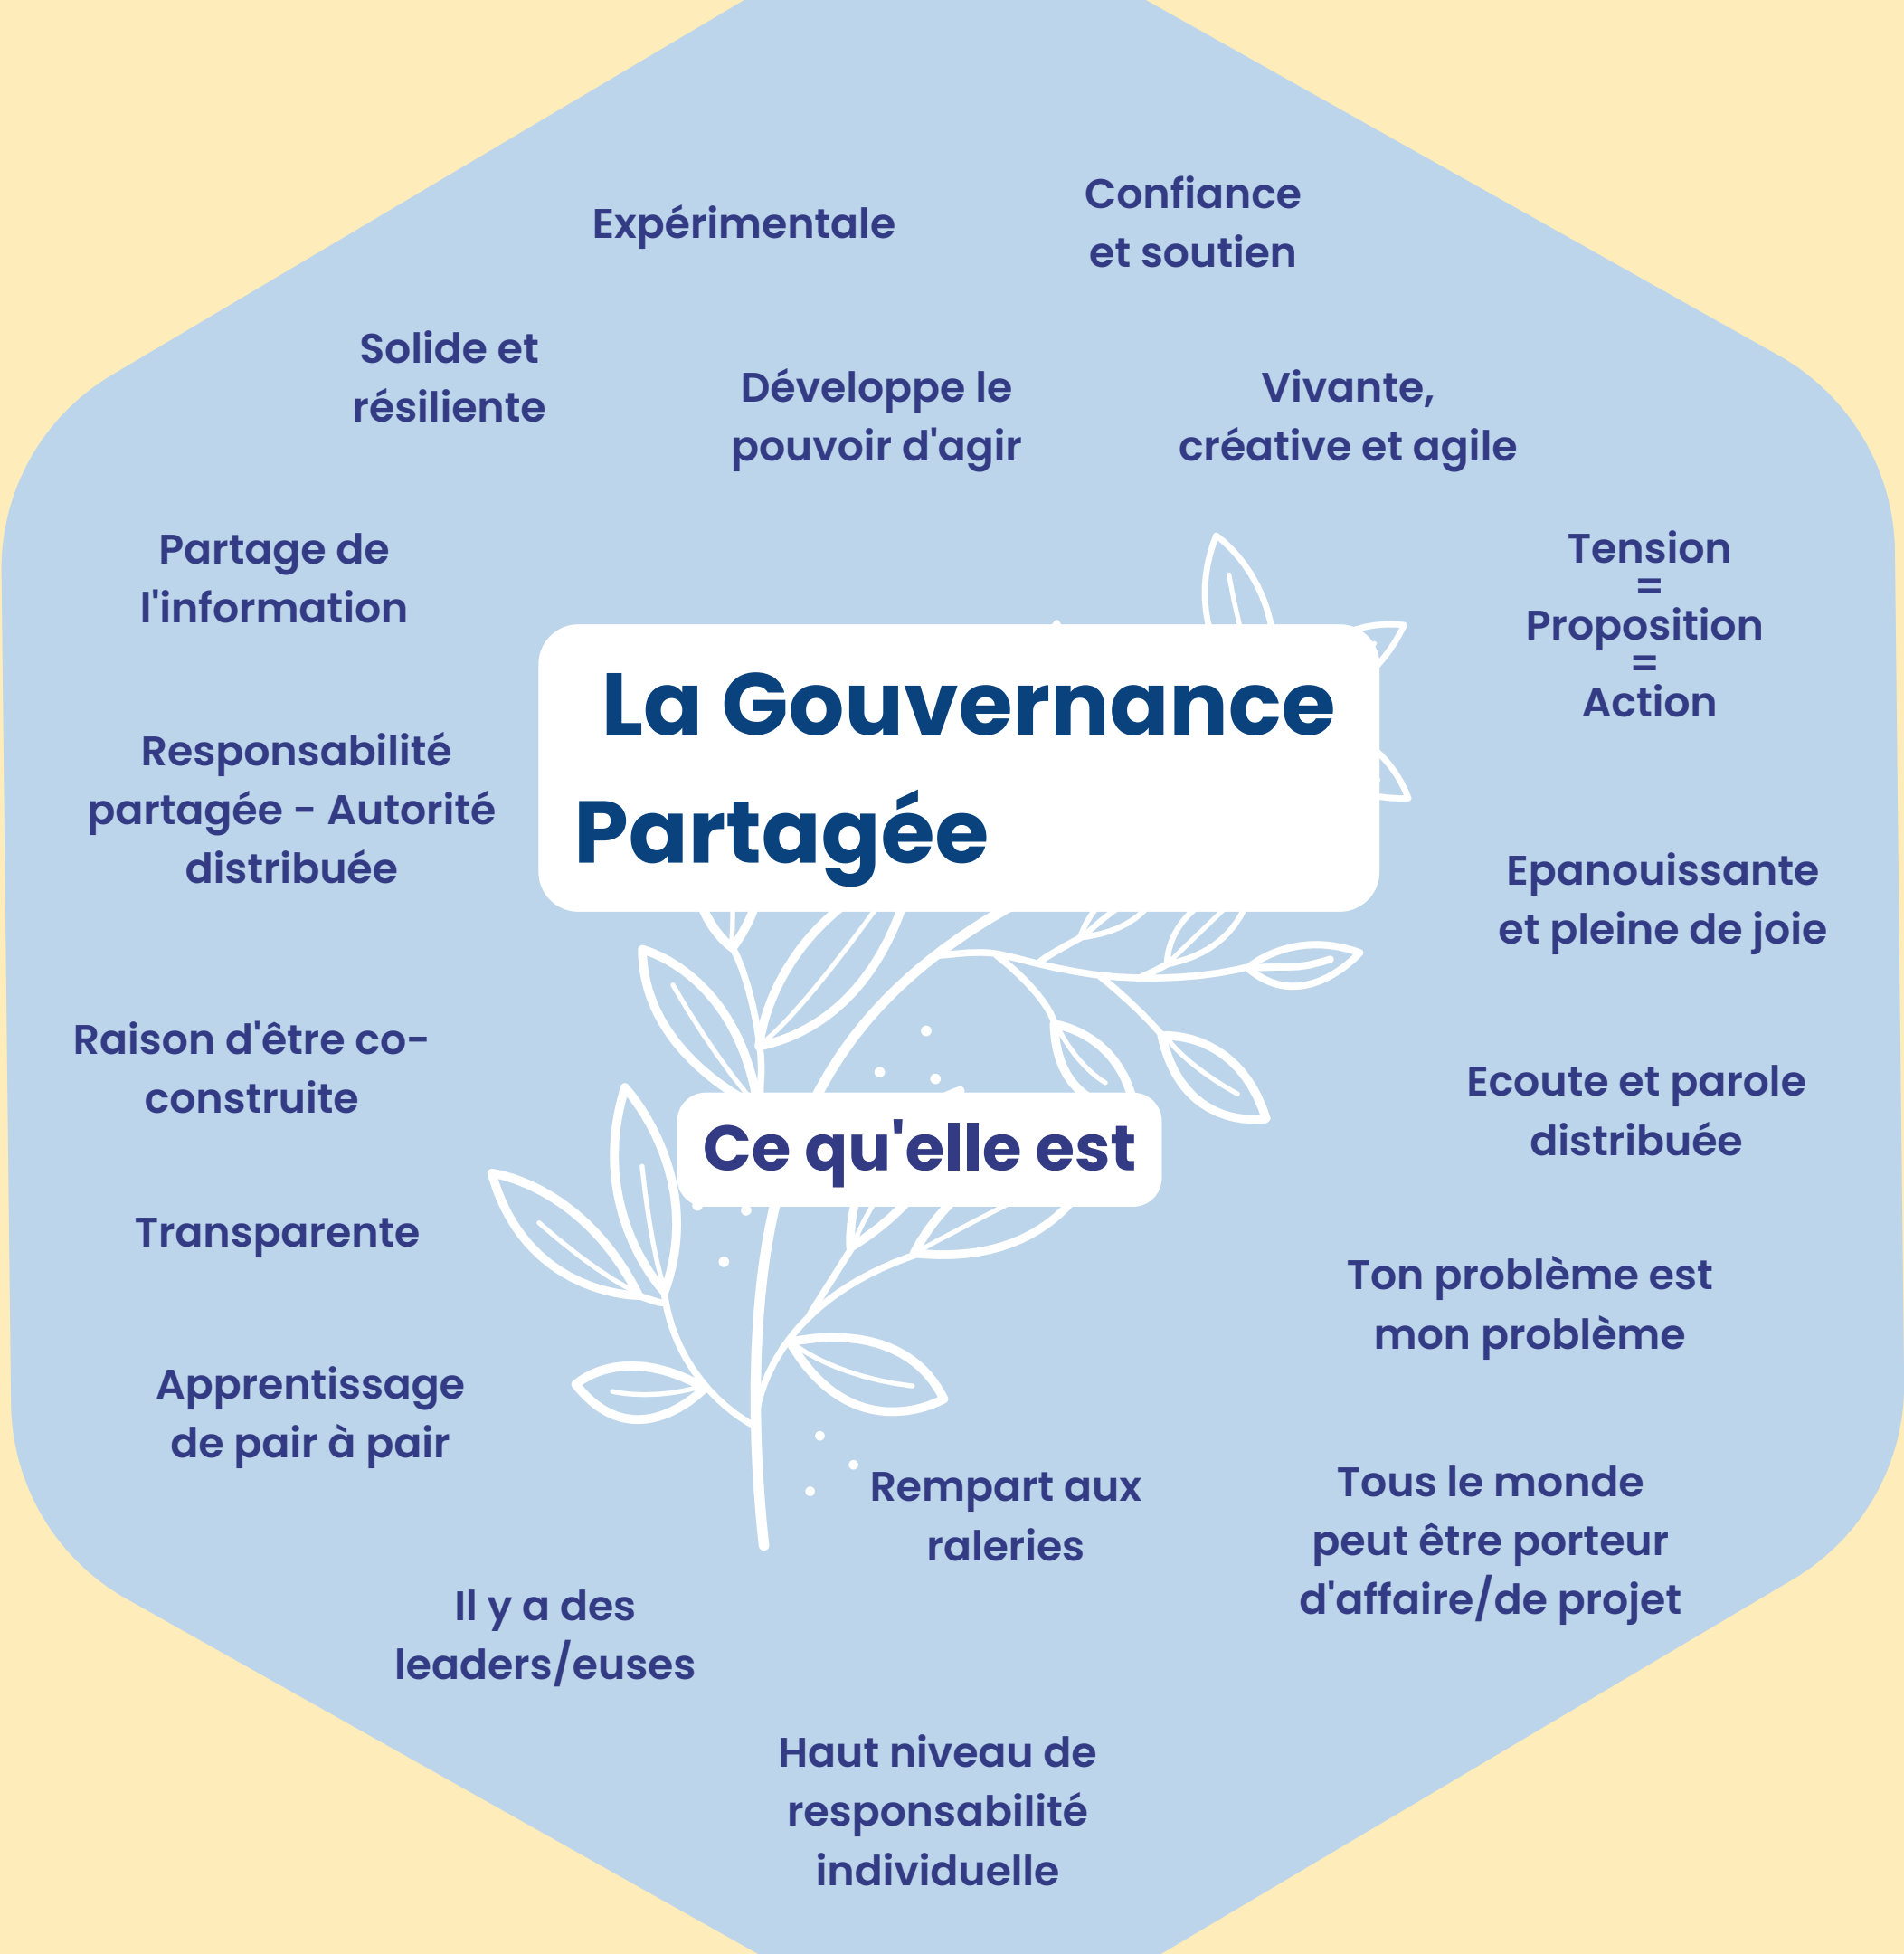 Expérimentale
Confiance
et soutien
Solide et
résiliente
Développe le
pouvoir d'agir
Vivante,
créative et agile
Partage de
l'information
Tension
=
Proposition
=
Action
La Gouvernance
Partagée
Responsabilité
partagée - Autorité
distribuée
Epanouissante
et pleine de joie
Raison d'être co-
construite
Ce qu'elle est
Ecoute et parole
distribuée
Transparente
Ton problème est
mon problème
Apprentissage
de pair à pair
Rempart aux
raleries
Tous le monde
peut être porteur
d'affaire/de projet
Il y a des
leaders/euses
Haut niveau de
responsabilité
individuelle